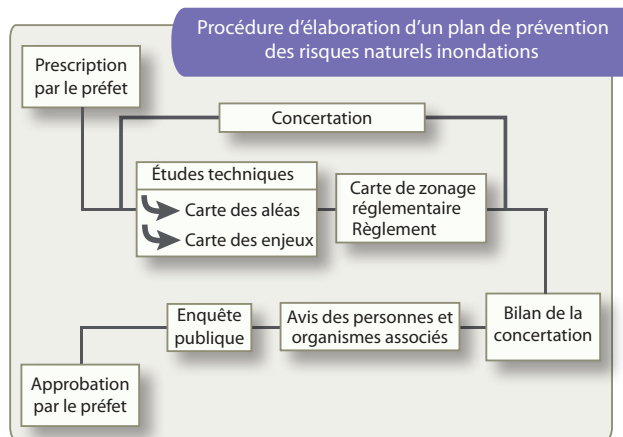 Procédure d'élaboration d'un plan de prévention
des risques naturels inondations
Prescription
par le préfet
Concertation
Études techniques
Carte des aléas
Carte des enjeux
Carte de zonage
réglementaire
Règlement
Bilan de la
concertation
Avis des personnes et
organismes associés
Enquête
publique
Approbation
par le préfet